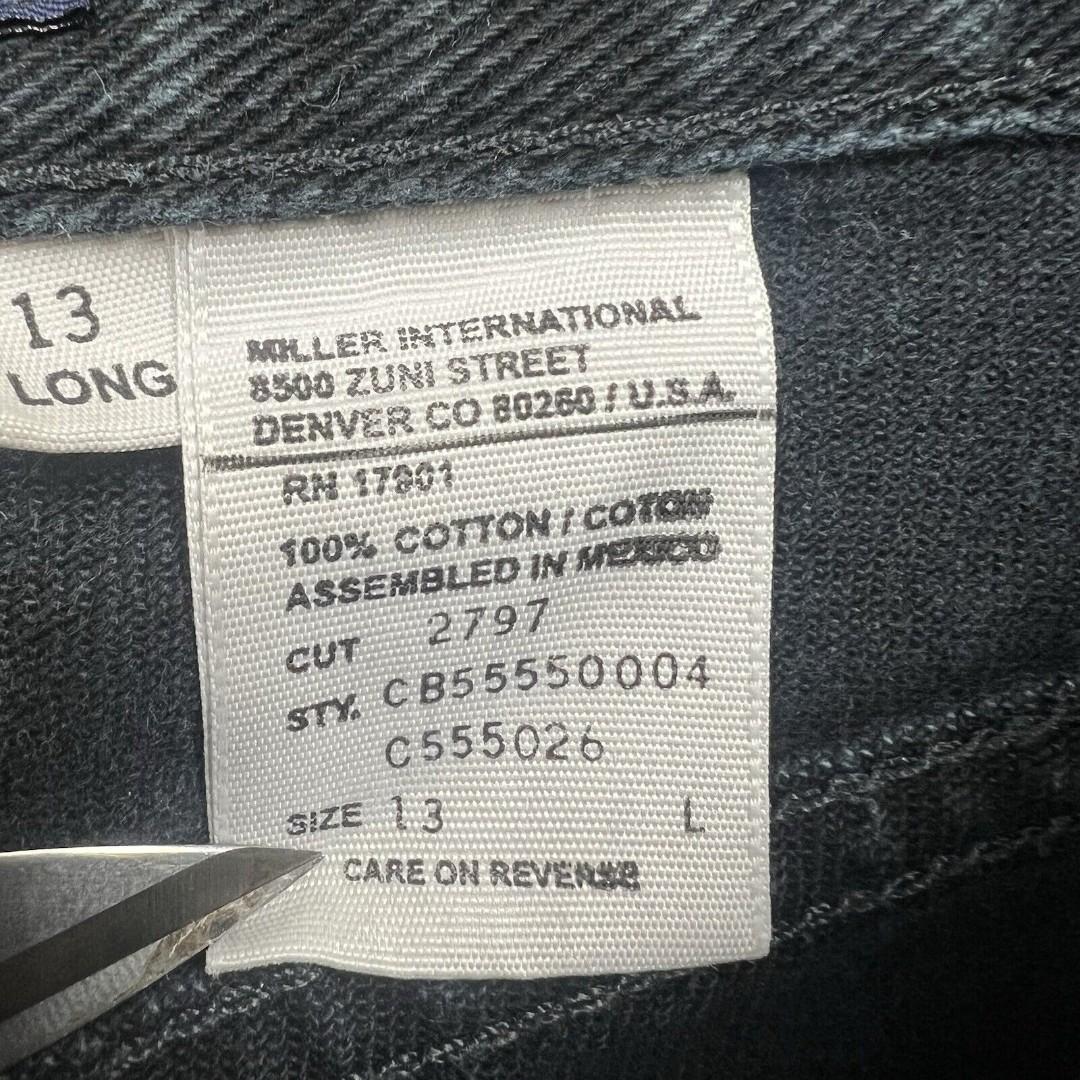 13
LONG
MILLER INTERNATIONAL
8500 ZUNI STREET
DENVER CO 80260 / U.S.A.
RN 17901
100% COTTON / COTON
ASSEMBLED IN MEXICO
CUT 2797
STY. CB55550004
C555026
SIZE 13 L
CARE ON REVERSE